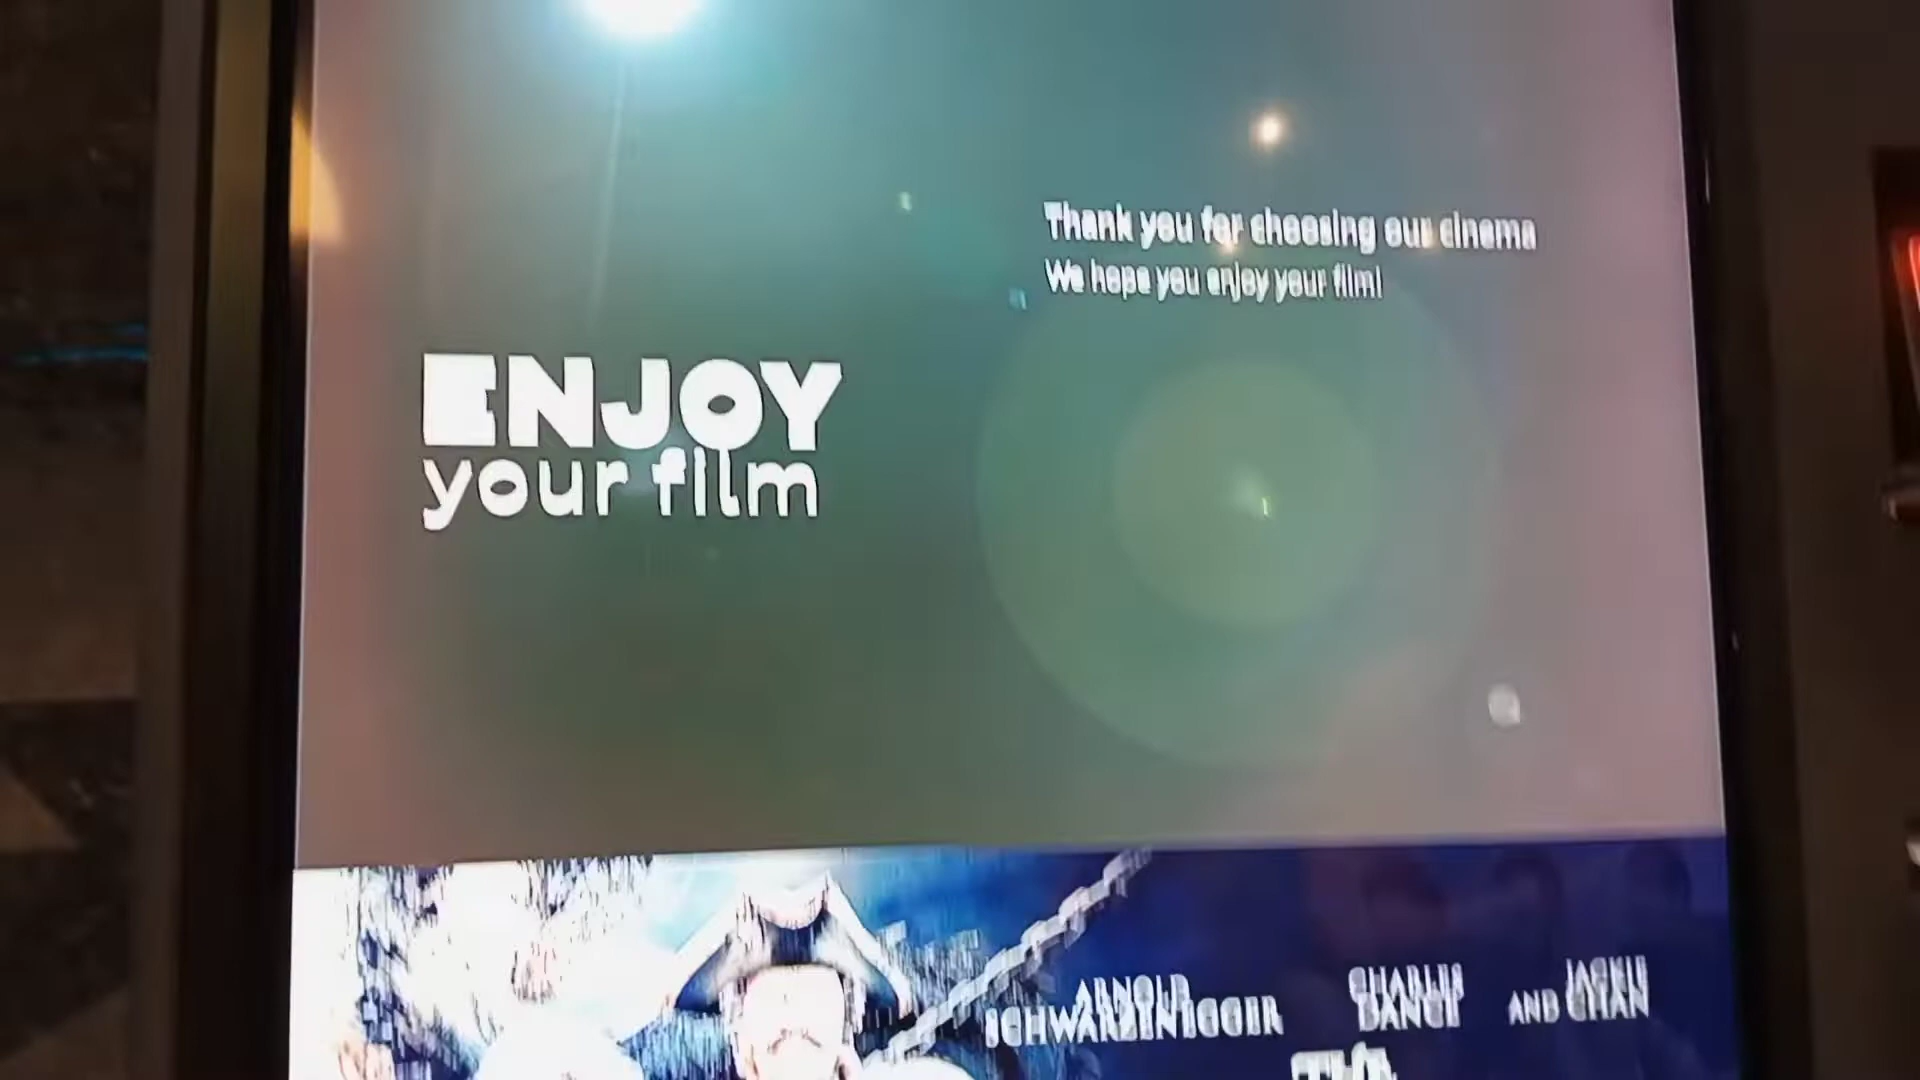 ENJOY
your film
Thank you for choosing our cinema
We hope you enjoy your film!
ARNOLD
SCHWARZENEGGER
CHARLES
DANCE
AND
JACKIE
CHAN
THE